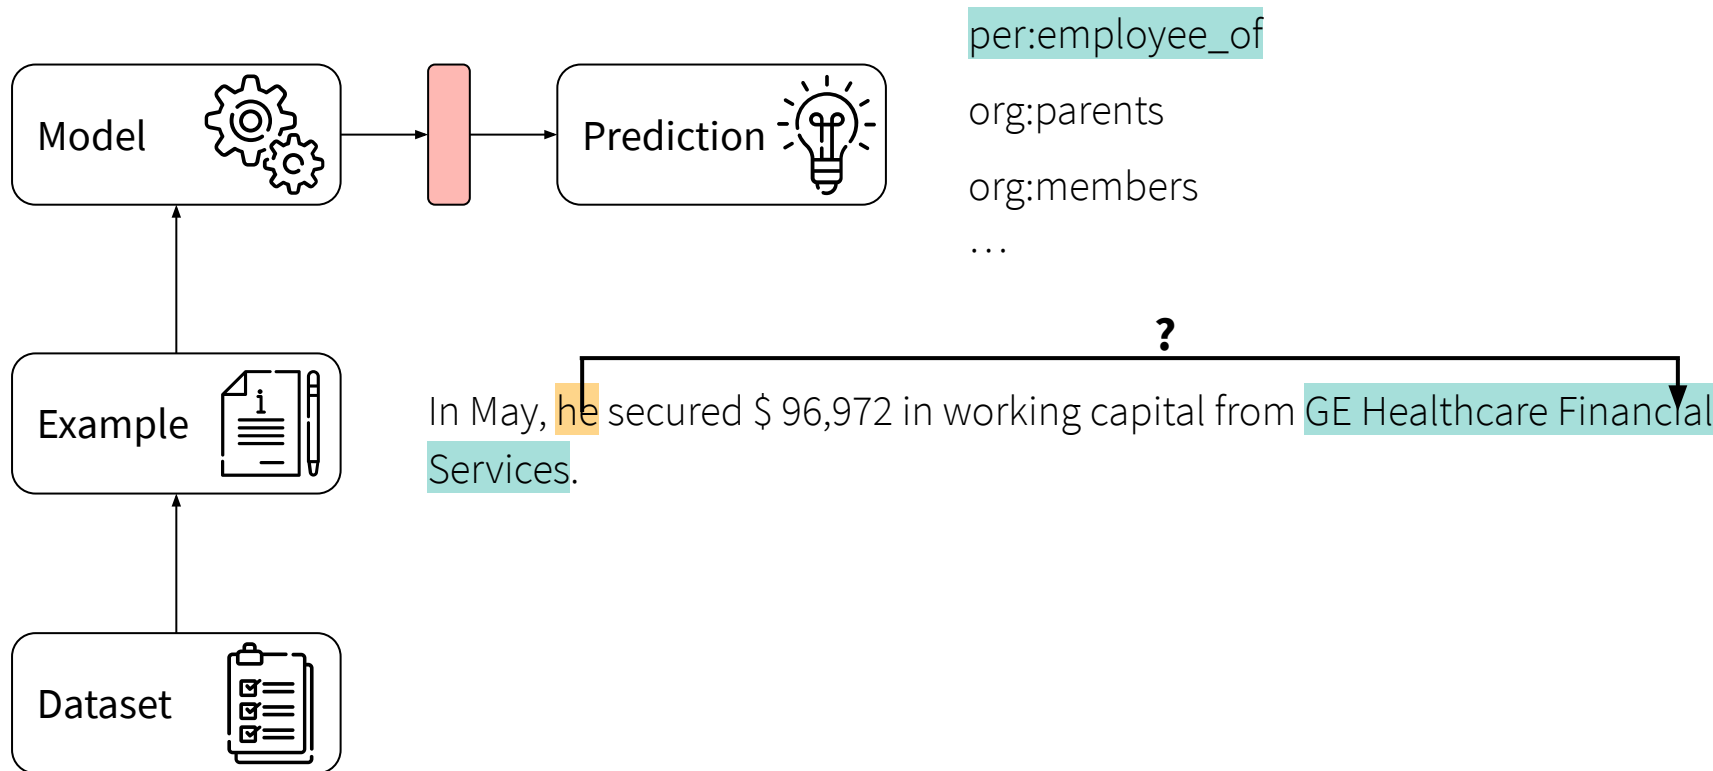 per:employee_of
Model
Prediction
org:parents
org:members
…
?
Example
i
In May, he secured $ 96,972 in working capital from GE Healthcare Financial
Services.
Dataset